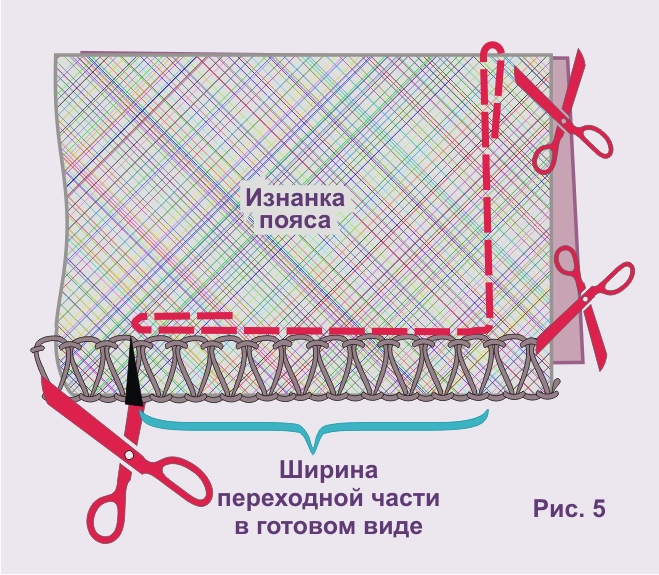 Изнанка
пояса
Ширина
переходной части
в готовом виде
Рис. 5